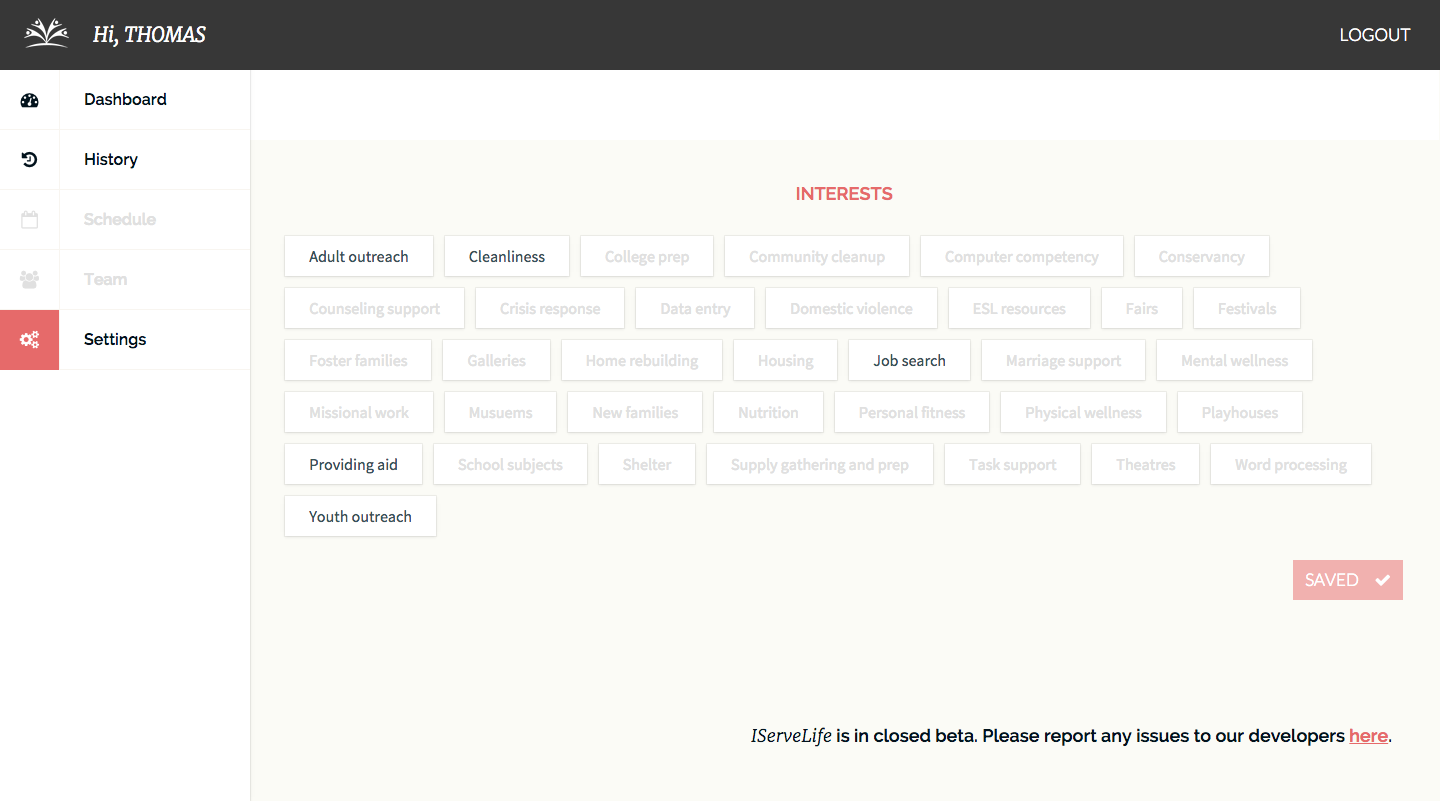 Hi, THOMAS
LOGOUT
Dashboard
History
Schedule
Team
Settings
INTERESTS
Adult outreach Cleanliness College prep Community cleanup Computer competency Conservancy
Counseling support Crisis response Data entry Domestic violence ESL resources Fairs Festivals
Foster families Galleries Home rebuilding Housing Job search Marriage support Mental wellness
Missional work Musuems New families Nutrition Personal fitness Physical wellness Playhouses
Providing aid School subjects Shelter Supply gathering and prep Task support Theatres Word processing
Youth outreach
SAVED
IServeLife is in closed beta. Please report any issues to our developers here.